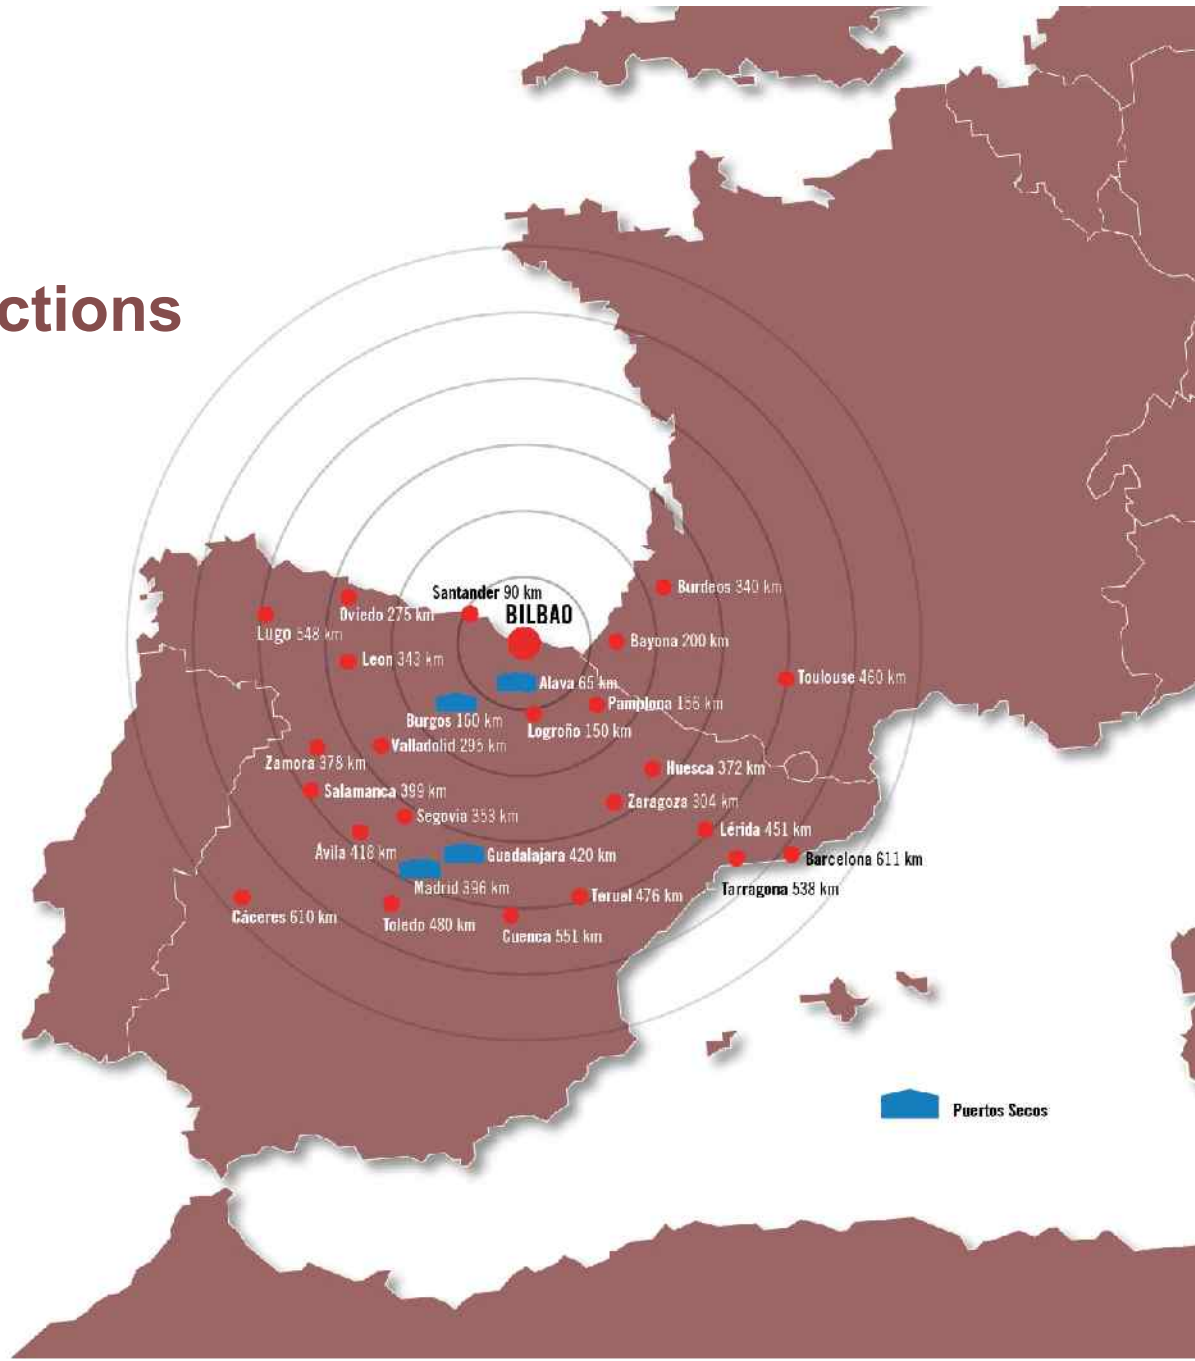 ctions
Santander 90 km
BILBAO
Burdeos 340 km
Oviedo 275 km
Lugo 548 km
Bayona 200 km
Leon 343 km
Toulouse 460 km
Alava 65 km
Pamplona 156 km
Burgos 160 km
Logroño 150 km
Valladolid 295 km
Zamora 378 km
Huesca 372 km
Salamanca 399 km
Zaragoza 304 km
Segovia 353 km
Lérida 451 km
Ávila 418 km
Guadalajara 420 km
Barcelona 611 km
Madrid 396 km
Tarragona 538 km
Teruel 476 km
Cáceres 610 km
Toledo 480 km
Cuenca 551 km
Puertos Secos